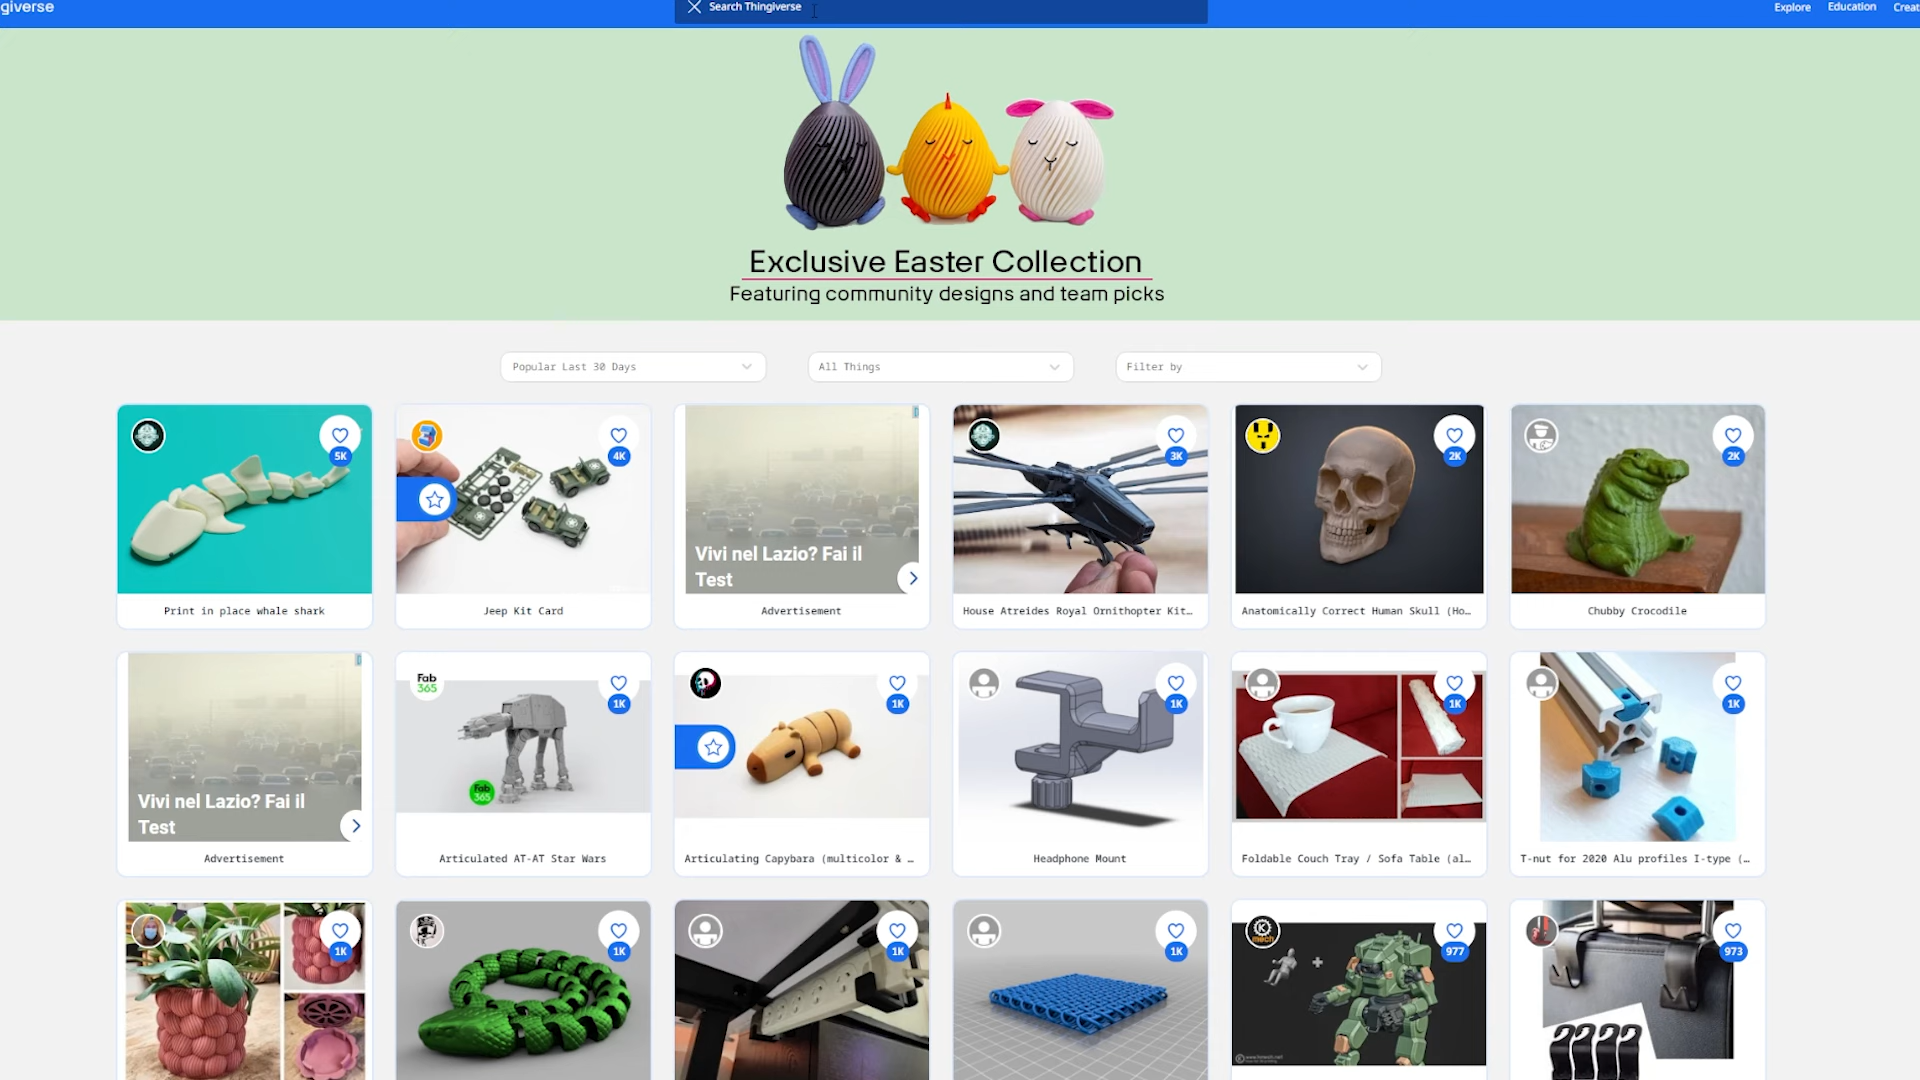 giverse
Search Thingiverse
Explore
Education
Creat
Exclusive Easter Collection
Featuring community designs and team picks
Popular Last 30 Days
All Things
Filter by
5K
4K
Vivi nel Lazio? Fai il
Test
3K
2K
2K
Print in place whale shark
Jeep Kit Card
Advertisement
House Atreides Royal Ornithopter Kit…
Anatomically Correct Human Skull (Ho…
Chubby Crocodile
Vivi nel Lazio? Fai il
Test
Fab
365
1K
Fab
365
1K
1K
1K
1K
Advertisement
Articulated AT-AT Star Wars
Articulating Capybara (multicolor & …
Headphone Mount
Foldable Couch Tray / Sofa Table (al…
T-nut for 2020 Alu profiles I-type (…
1K
1K
1K
1K
mech
977
973